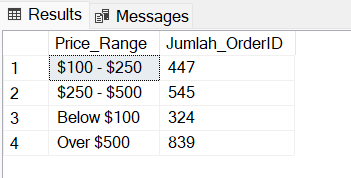 Results Messages
Price_Range Jumlah_OrderID
1 $100 - $250 447
2 $250 - $500 545
3 Below $100 324
4 Over $500 839